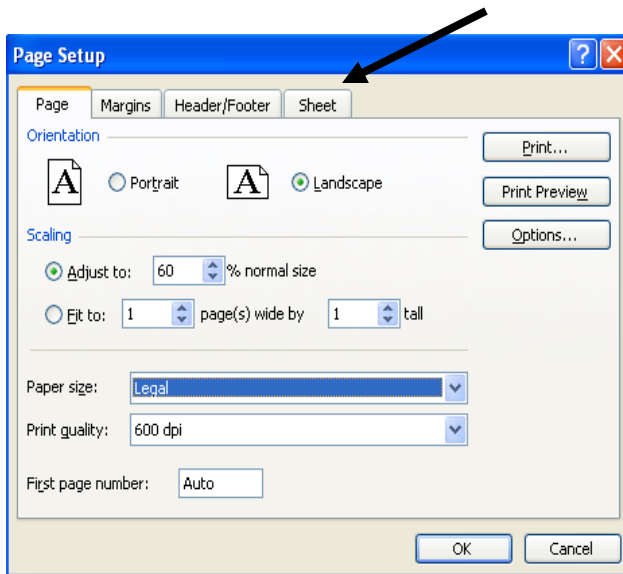 Page Setup
Page Margins Header/Footer Sheet
Orientation
A Portrait A Landscape
Print...
Print Preview
Options...
Scaling
Adjust to: 60 % normal size
Fit to: 1 page(s) wide by 1 tall
Paper size: Legal
Print quality: 600 dpi
First page number: Auto
OK Cancel